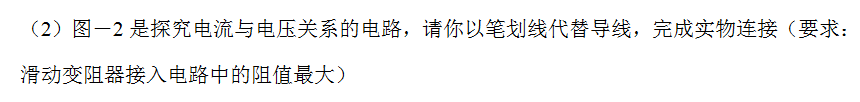 （2）图－2 是探究电流与电压关系的电路，请你以笔划线代替导线，完成实物连接（要求：
滑动变阻器接入电路中的阻值最大）